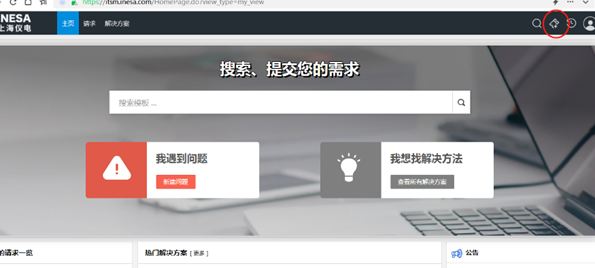 https://itsm.inesa.com/HomePage.do?view_type=my_view
INESA
上海仪电
主页 请求 解决方案
搜索、提交您的需求
搜索模板 ...
我遇到问题
新建问题
我想找解决方法
查看所有解决方案
的请求一览
热门解决方案 [ 更多 ]
公告